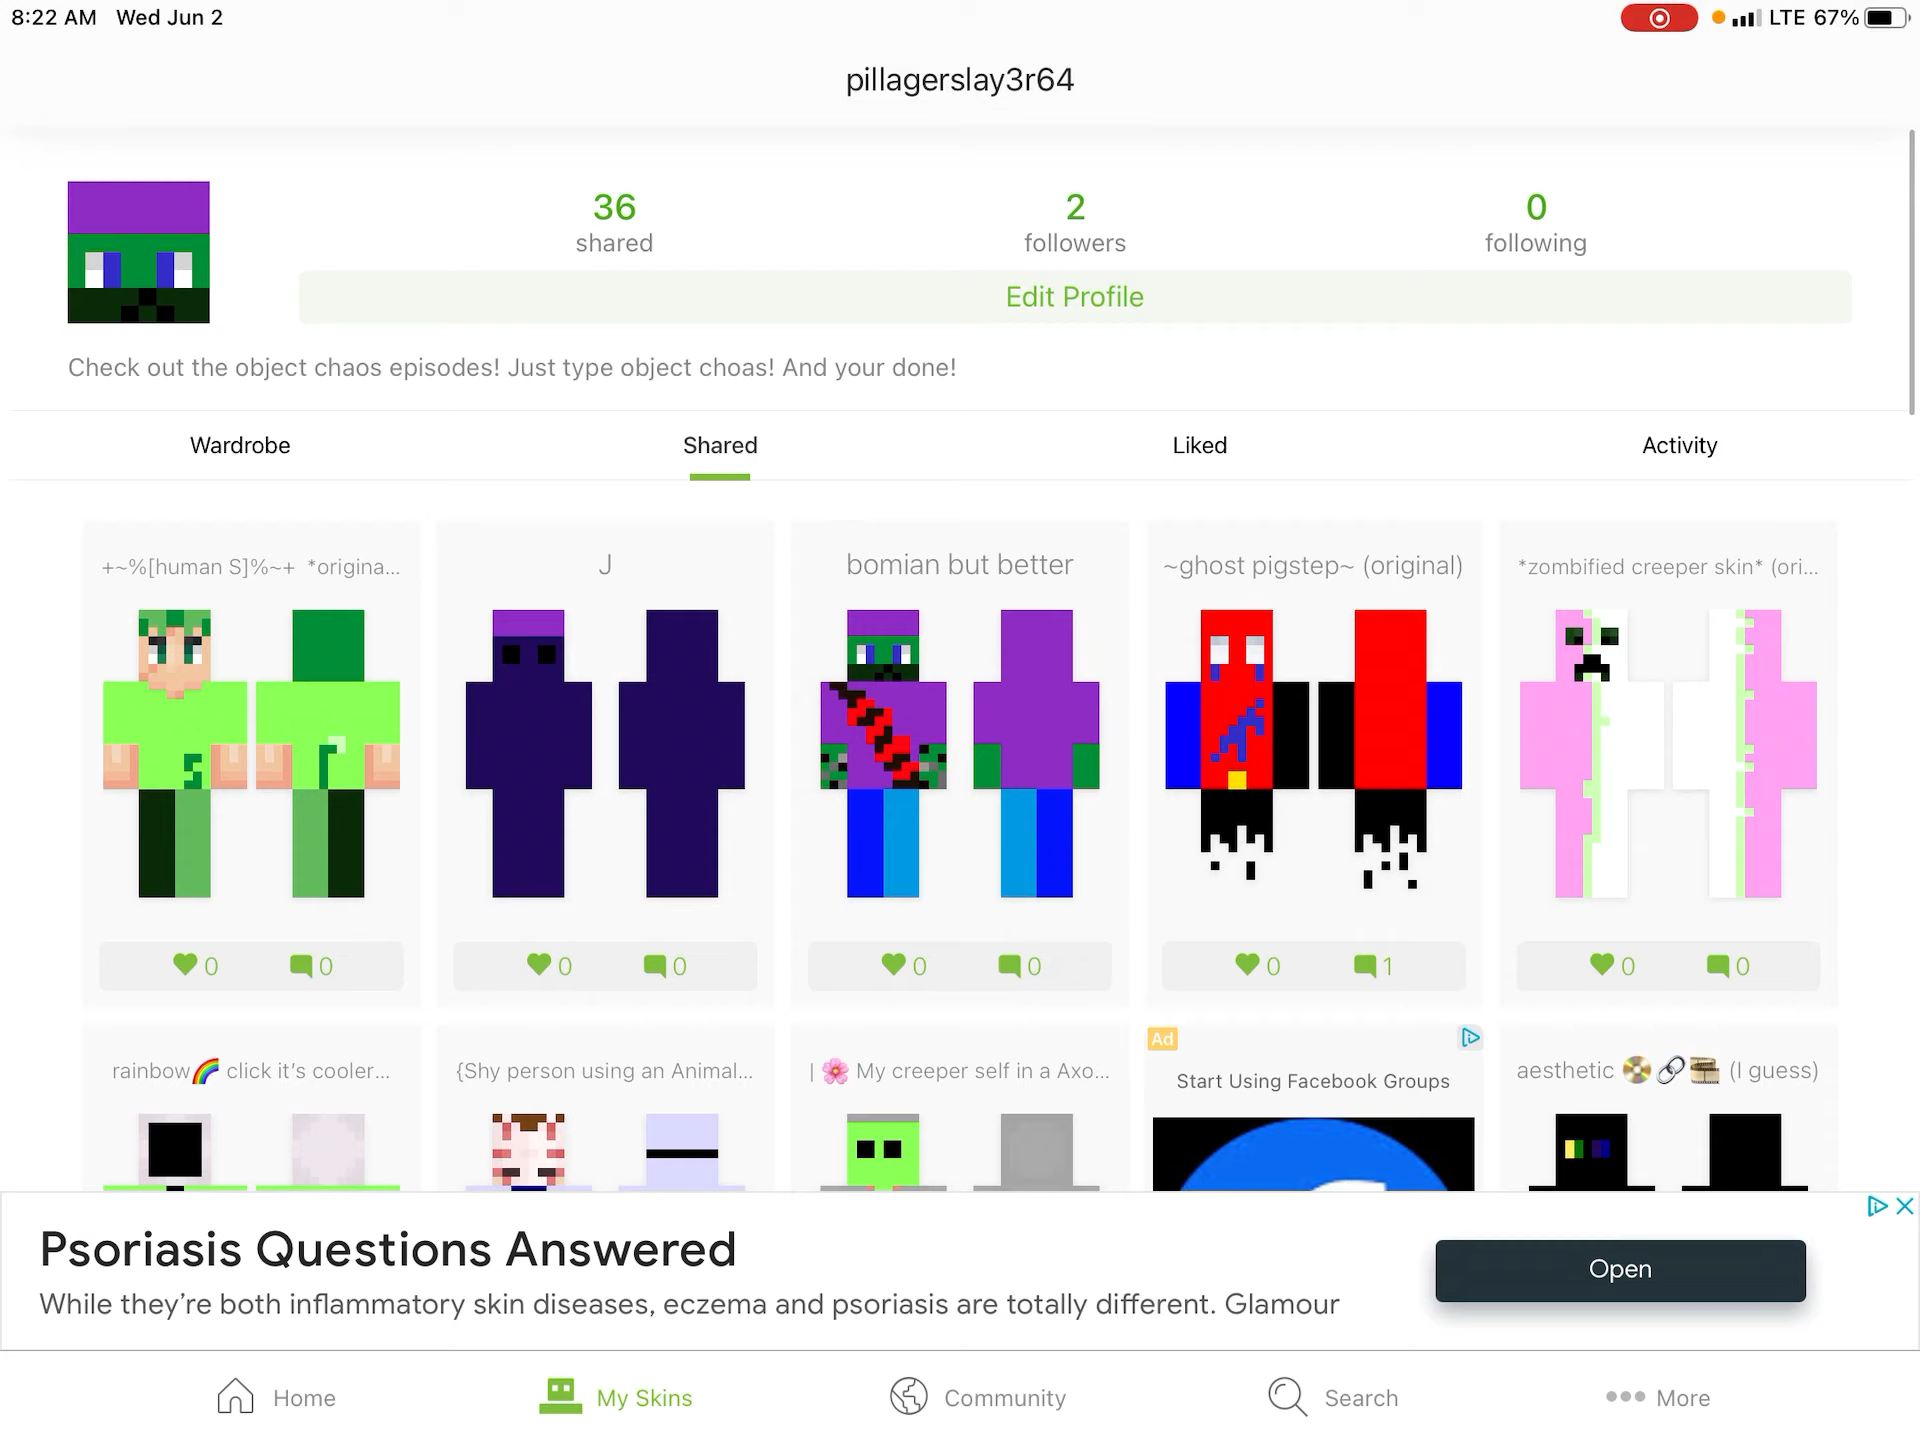 8:22 AM Wed Jun 2
LTE 67%
pillagerslay3r64
36
2
0
shared
followers
following
Edit Profile
Check out the object chaos episodes! Just type object choas! And your done!
Wardrobe
Shared
Liked
Activity
+~%[human S]%~+ *origina...
J
bomian but better
~ghost pigstep~ (original)
*zombified creeper skin* (ori...
0 0
0 0
0 0
0 1
0 0
rainbow🌈 click it’s cooler...
{Shy person using an Animal...
| 🌸 My creeper self in a Axo...
Ad
Start Using Facebook Groups
aesthetic 📀🔗🎞 (I guess)
Psoriasis Questions Answered
While they’re both inflammatory skin diseases, eczema and psoriasis are totally different. Glamour
Open
Home
My Skins
Community
Search
More